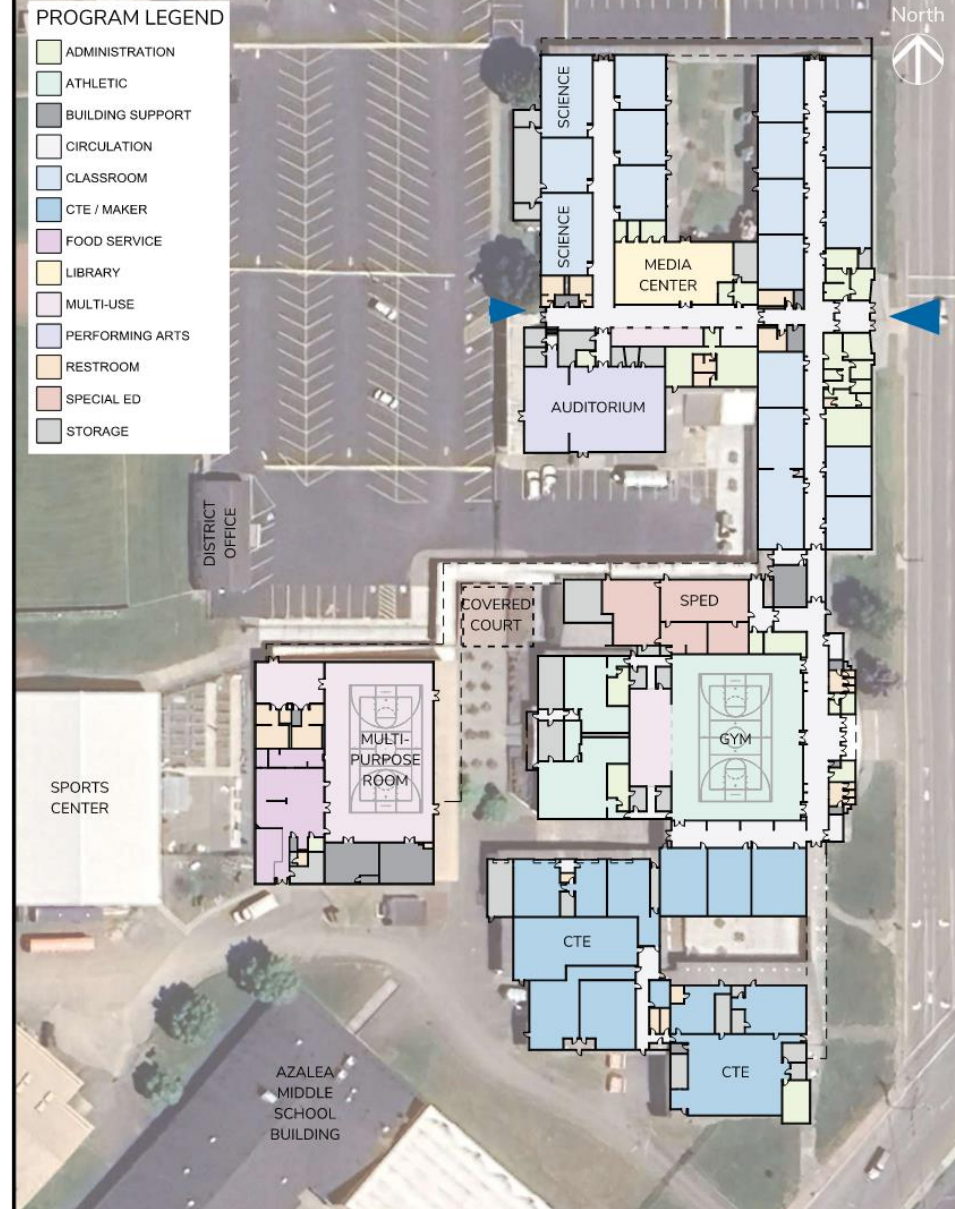 PROGRAM LEGEND
ADMINISTRATION
ATHLETIC
BUILDING SUPPORT
CIRCULATION
CLASSROOM
CTE / MAKER
FOOD SERVICE
LIBRARY
MULTI-USE
PERFORMING ARTS
RESTROOM
SPECIAL ED
STORAGE
North
SCIENCE
SCIENCE
MEDIA
CENTER
AUDITORIUM
DISTRICT
OFFICE
COVERED
COURT
SPED
MULTI-
PURPOSE
ROOM
GYM
SPORTS
CENTER
CTE
CTE
AZALEA
MIDDLE
SCHOOL
BUILDING